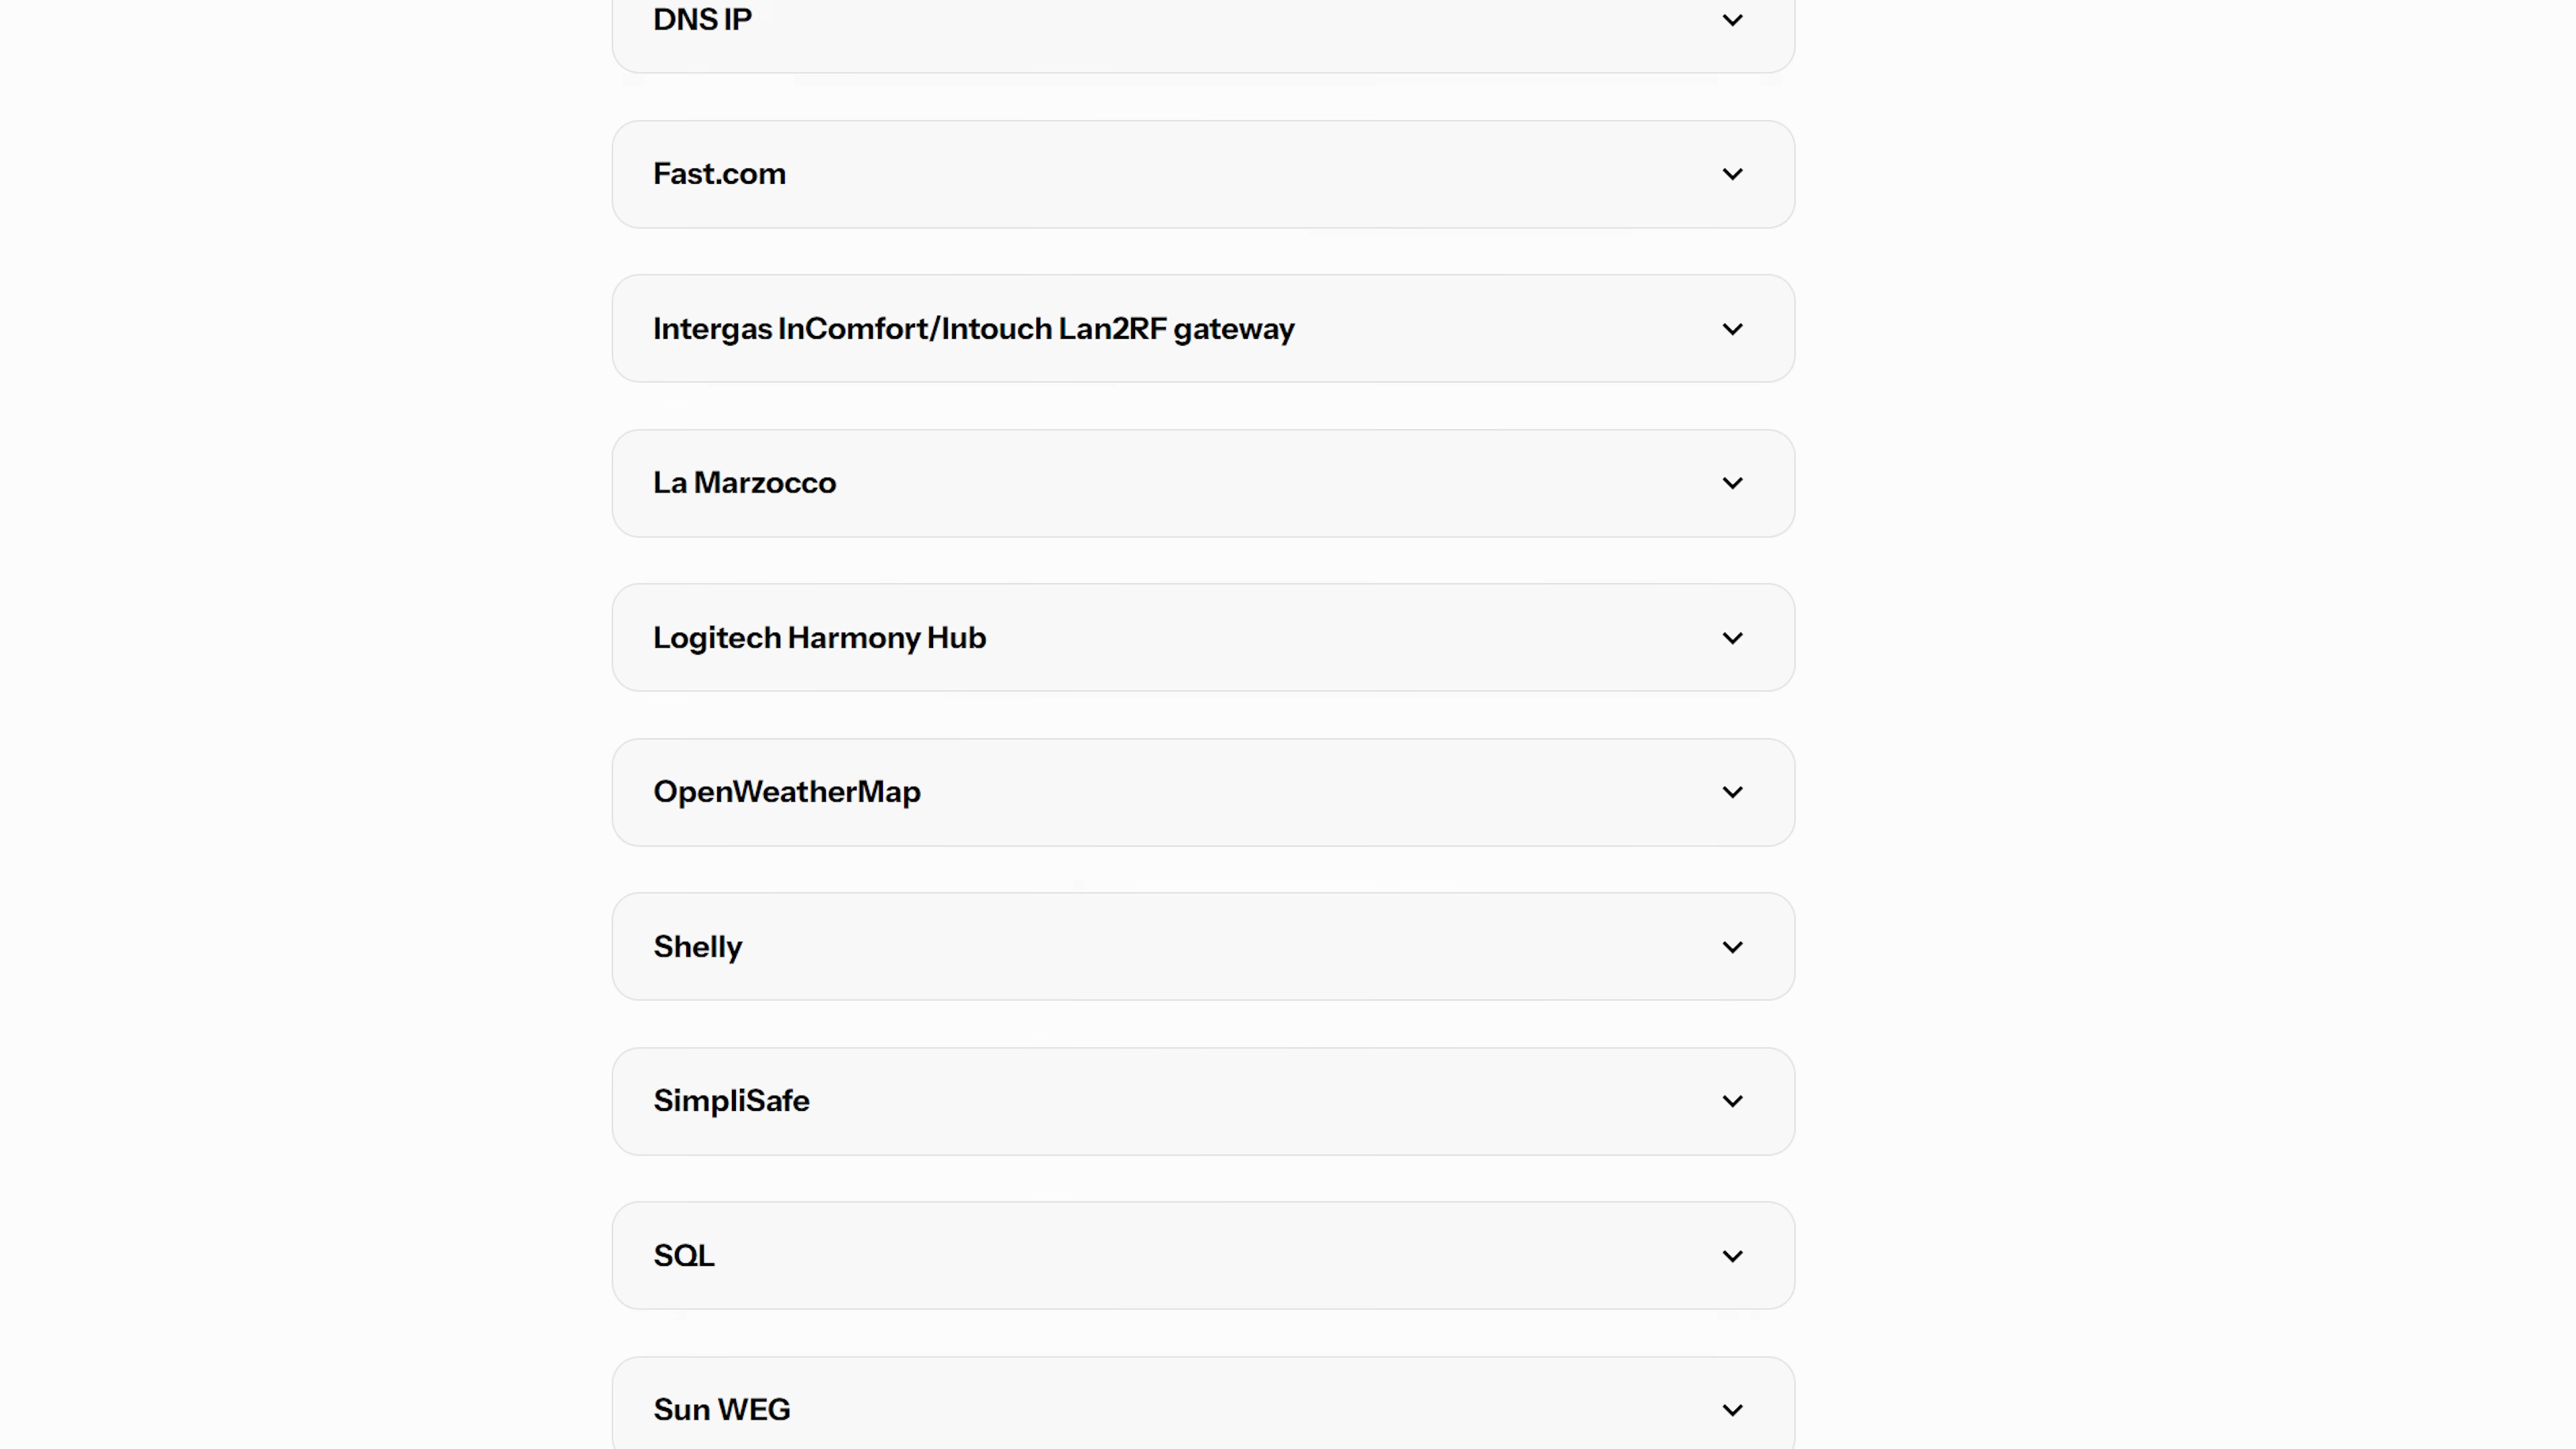 DNS IP
Fast.com
Intergas InComfort/Intouch Lan2RF gateway
La Marzocco
Logitech Harmony Hub
OpenWeatherMap
Shelly
SimpliSafe
SQL
Sun WEG